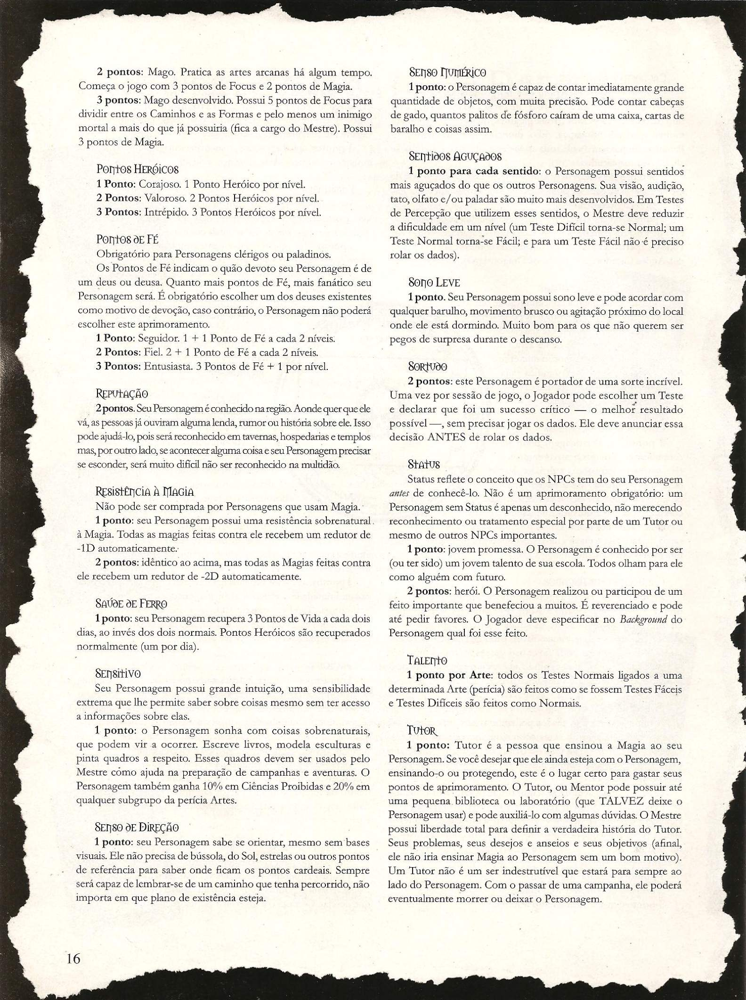 2 pontos: Mago. Pratica as artes arcanas há algum tempo.
Começa o jogo com 3 pontos de Focus e 2 pontos de Magia.
3 pontos: Mago desenvolvido. Possui 5 pontos de Focus para
dividir entre os Caminhos e as Formas e pelo menos um inimigo
mortal a mais do que já possuiria (fica a cargo do Mestre). Possui
3 pontos de Magia.
Pontos Heróicos
1 Ponto: Corajoso. 1 Ponto Heróico por nível.
2 Pontos: Valoroso. 2 Pontos Heróicos por nível.
3 Pontos: Intrépido. 3 Pontos Heróicos por nível.
Pontos de Fé
Obrigatório para Personagens clérigos ou paladinos.
Os Pontos de Fé indicam o quão devoto seu Personagem é de
um deus ou deusa. Quanto mais pontos de Fé, mais fanático seu
Personagem será. É obrigatório escolher um dos deuses existentes
como motivo de devoção, caso contrário, o Personagem não poderá
escolher este aprimoramento.
1 Ponto: Seguidor. 1 + 1 Ponto de Fé a cada 2 níveis.
2 Pontos: Fiel. 2 + 1 Ponto de Fé a cada 2 níveis.
3 Pontos: Entusiasta. 3 Pontos de Fé + 1 por nível.
Reputação
2 pontos. Seu Personagem é conhecido na região. Aonde quer que ele
vá, as pessoas já ouviram alguma lenda, rumor ou história sobre ele. Isso
pode ajudá-lo, pois será reconhecido em tavernas, hospedarias e templos
mas, por outro lado, se acontecer alguma coisa e seu Personagem precisar
se esconder, será muito difícil não ser reconhecido na multidão.
Resistência à Magia
Não pode ser comprada por Personagens que usam Magia.
1 ponto: seu Personagem possui uma resistência sobrenatural
à Magia. Todas as magias feitas contra ele recebem um redutor de
-1D automaticamente.
2 pontos: idêntico ao acima, mas todas as Magias feitas contra
ele recebem um redutor de -2D automaticamente.
Saúde de Ferro
1 ponto: seu Personagem recupera 3 Pontos de Vida a cada dois
dias, ao invés dos dois normais. Pontos Heróicos são recuperados
normalmente (um por dia).
Sensitivo
Seu Personagem possui grande intuição, uma sensibilidade
extrema que lhe permite saber sobre coisas mesmo sem ter acesso
a informações sobre elas.
1 ponto: o Personagem sonha com coisas sobrenaturais,
que podem vir a ocorrer. Escreve livros, modela esculturas e
pinta quadros a respeito. Esses quadros devem ser usados pelo
Mestre como ajuda na preparação de campanhas e aventuras. O
Personagem também ganha 10% em Ciências Proibidas e 20% em
qualquer subgrupo da perícia Artes.
Senso de Direção
1 ponto: seu Personagem sabe se orientar, mesmo sem bases
visuais. Ele não precisa de bússola, do Sol, estrelas ou outros pontos
de referência para saber onde ficam os pontos cardeais. Sempre
será capaz de lembrar-se de um caminho que tenha percorrido, não
importa em que plano de existência esteja.
Senso Numérico
1 ponto: o Personagem é capaz de contar imediatamente grande
quantidade de objetos, com muita precisão. Pode contar cabeças
de gado, quantos palitos de fósforo caíram de uma caixa, cartas de
baralho e coisas assim.
Sentidos Aguçados
1 ponto para cada sentido: o Personagem possui sentidos
mais aguçados do que os outros Personagens. Sua visão, audição,
tato, olfato e/ou paladar são muito mais desenvolvidos. Em Testes
de Percepção que utilizem esses sentidos, o Mestre deve reduzir
a dificuldade em um nível (um Teste Difícil torna-se Normal; um
Teste Normal torna-se Fácil; e para um Teste Fácil não é preciso
rolar os dados).
Sono Leve
1 ponto. Seu Personagem possui sono leve e pode acordar com
qualquer barulho, movimento brusco ou agitação próximo do local
onde ele está dormindo. Muito bom para os que não querem ser
pegos de surpresa durante o descanso.
Sortudo
2 pontos: este Personagem é portador de uma sorte incrível.
Uma vez por sessão de jogo, o Jogador pode escolher um Teste
e declarar que foi um sucesso crítico — o melhor resultado
possível —, sem precisar jogar os dados. Ele deve anunciar essa
decisão ANTES de rolar os dados.
Status
Status reflete o conceito que os NPCs tem do seu Personagem
antes de conhecê-lo. Não é um aprimoramento obrigatório: um
Personagem sem Status é apenas um desconhecido, não merecendo
reconhecimento ou tratamento especial por parte de um Tutor ou
mesmo de outros NPCs importantes.
1 ponto: jovem promessa. O Personagem é conhecido por ser
(ou ter sido) um jovem talento de sua escola. Todos olham para ele
como alguém com futuro.
2 pontos: herói. O Personagem realizou ou participou de um
feito importante que benefeciou a muitos. É reverenciado e pode
até pedir favores. O Jogador deve especificar no Background do
Personagem qual foi esse feito.
Talento
1 ponto por Arte: todos os Testes Normais ligados a uma
determinada Arte (perícia) são feitos como se fossem Testes Fáceis
e Testes Difíceis são feitos como Normais.
Tutor
1 ponto: Tutor é a pessoa que ensinou a Magia ao seu
Personagem. Se você desejar que ele ainda esteja com o Personagem,
ensinando-o ou protegendo, este é o lugar certo para gastar seus
pontos de aprimoramento. O Tutor, ou Mentor pode possuir até
uma pequena biblioteca ou laboratório (que TALVEZ deixe o
Personagem usar) e pode auxiliá-lo com algumas dúvidas. O Mestre
possui liberdade total para definir a verdadeira história do Tutor.
Seus problemas, seus desejos e anseios e seus objetivos (afinal,
ele não iria ensinar Magia ao Personagem sem um bom motivo).
Um Tutor não é um ser indestrutível que estará para sempre ao
lado do Personagem. Com o passar de uma campanha, ele poderá
eventualmente morrer ou deixar o Personagem.
16